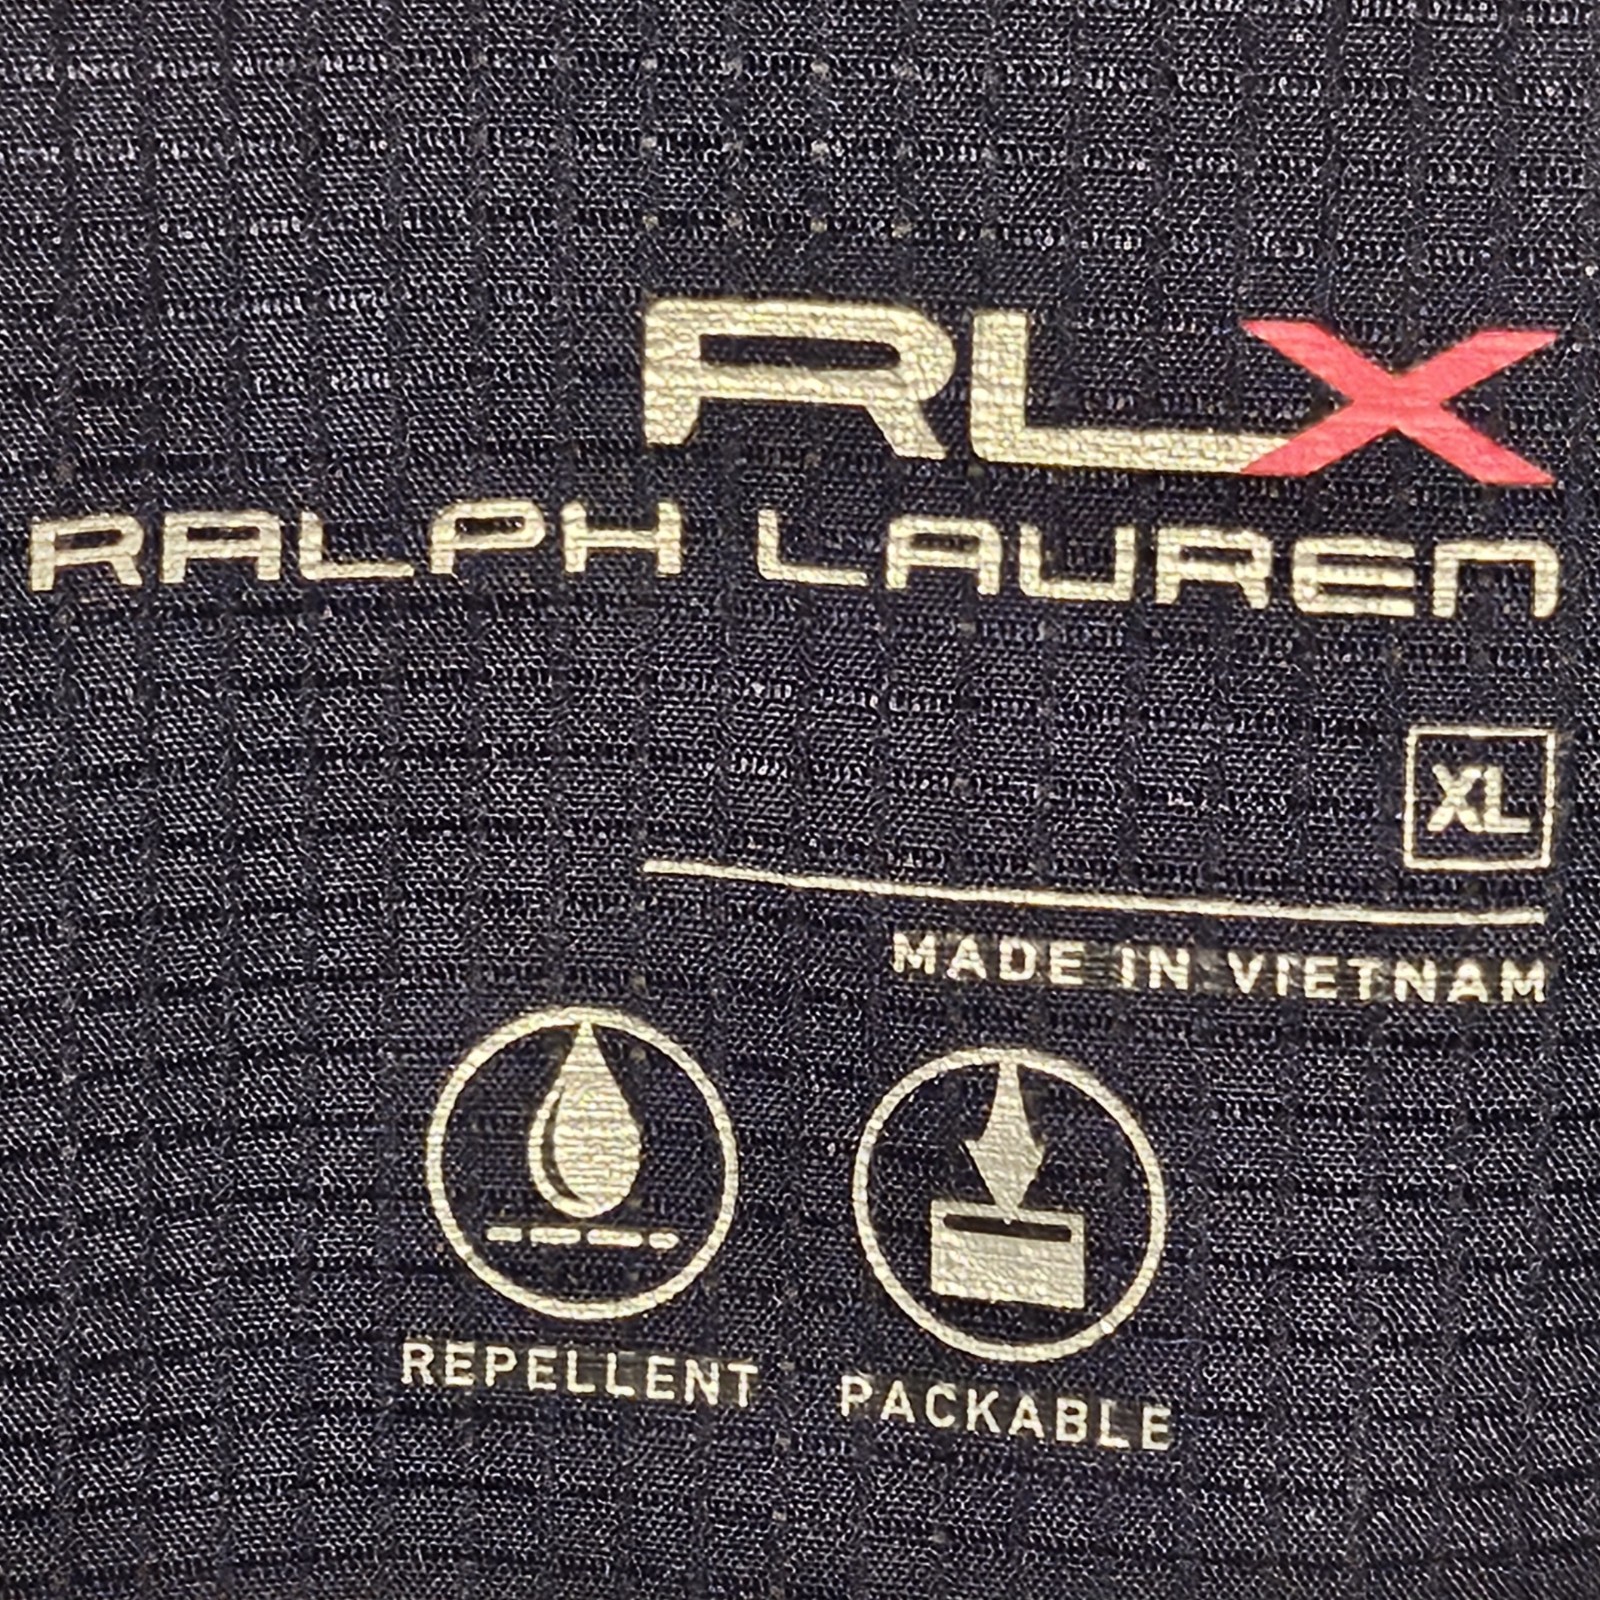 RLX
RALPH LAUREN
XL
MADE IN VIETNAM
REPELLENT
PACKABLE